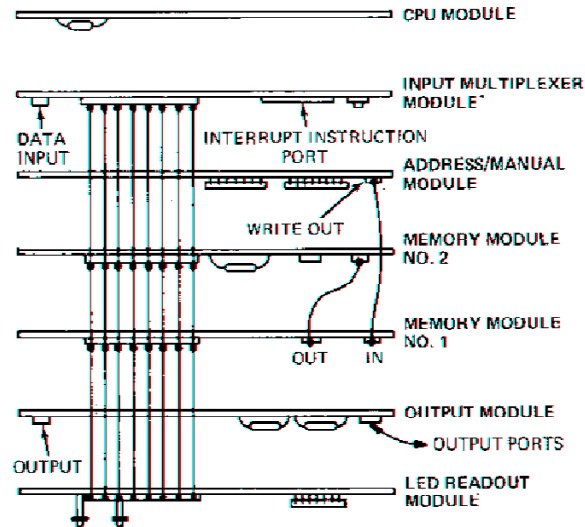 CPU MODULE
INPUT MULTIPLEXER
MODULE
DATA
INPUT
INTERRUPT INSTRUCTION
PORT
ADDRESS/MANUAL
MODULE
WRITE OUT
MEMORY MODULE
NO. 2
MEMORY MODULE
NO. 1
OUT
IN
OUTPUT MODULE
OUTPUT
OUTPUT PORTS
LED READOUT
MODULE